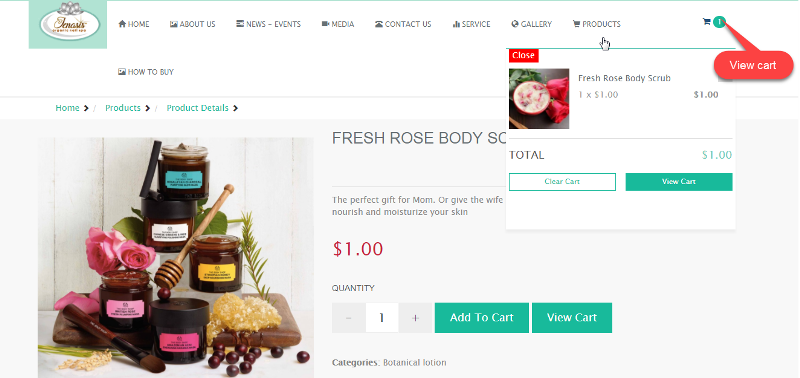 Jenosis
organic nail spa
HOME
ABOUT US
NEWS - EVENTS
MEDIA
CONTACT US
SERVICE
GALLERY
PRODUCTS
1
View cart
HOW TO BUY
Close
Fresh Rose Body Scrub
1 x $1.00
$1.00
TOTAL
$1.00
Clear Cart
View Cart
Home
/
Products
/
Product Details
FRESH ROSE BODY SC
The perfect gift for Mom. Or give the wife
nourish and moisturize your skin
$1.00
QUANTITY
- 1 +
Add To Cart
View Cart
Categories: Botanical lotion